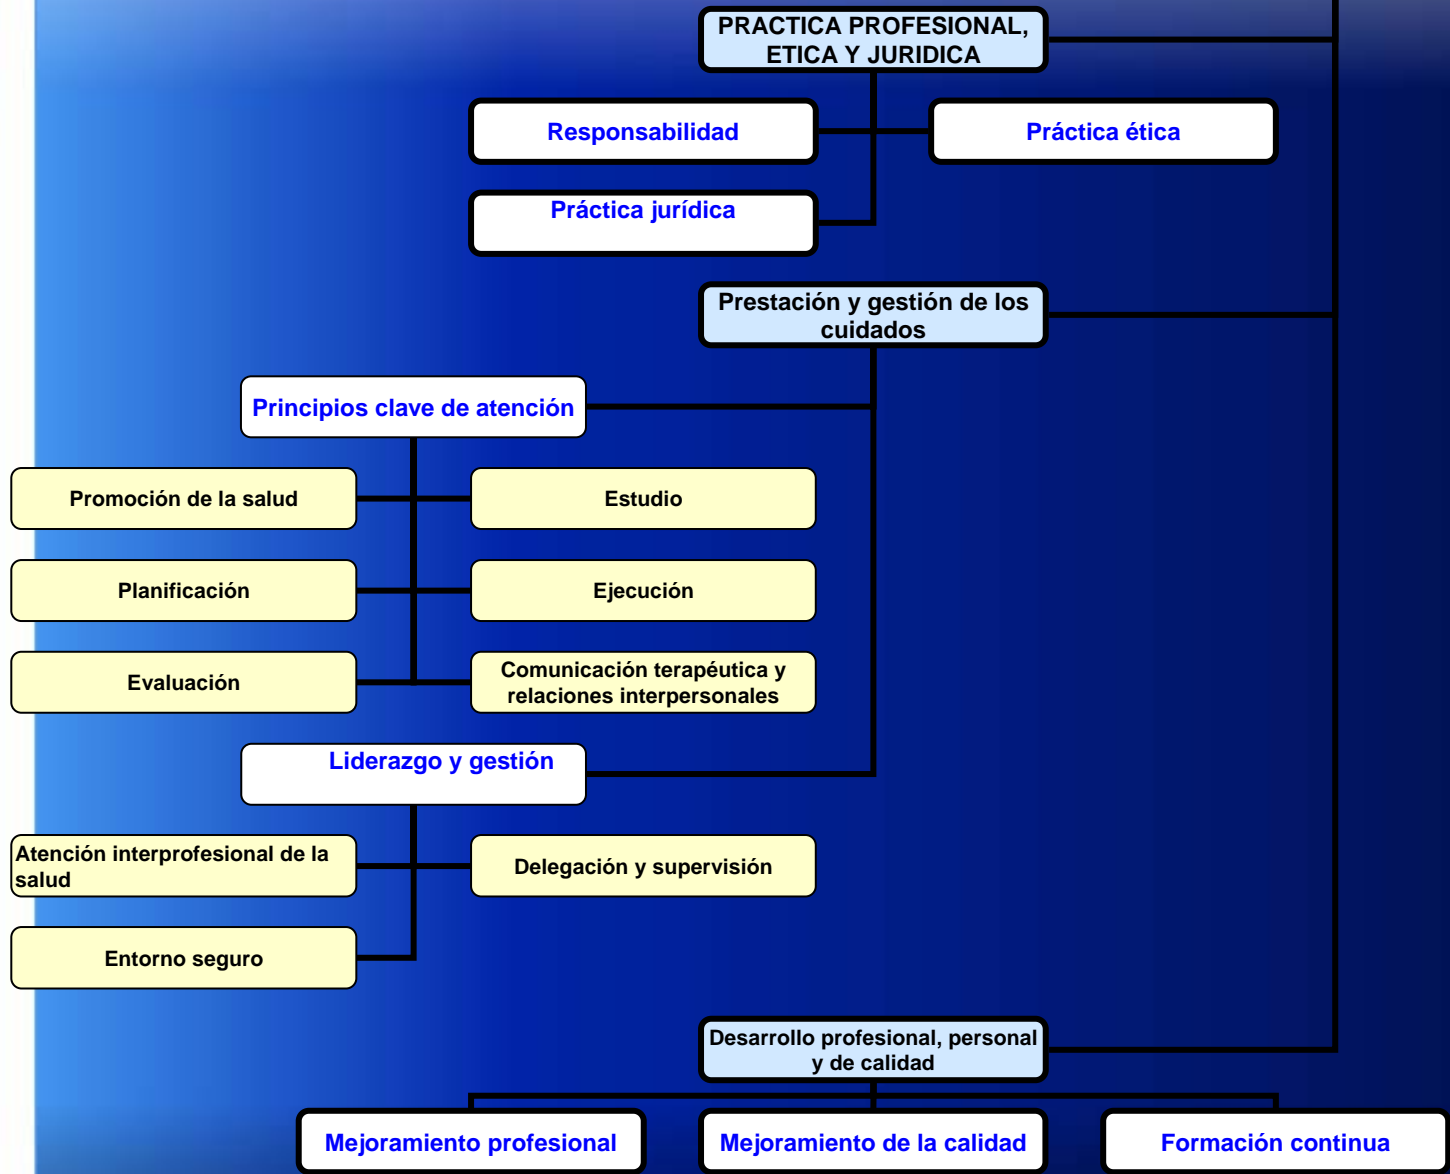 PRACTICA PROFESIONAL,
ETICA Y JURIDICA
Responsabilidad
Práctica ética
Práctica jurídica
Prestación y gestión de los
cuidados
Principios clave de atención
Promoción de la salud
Estudio
Planificación
Ejecución
Evaluación
Comunicación terapéutica y
relaciones interpersonales
Liderazgo y gestión
Atención interprofesional de la
salud
Delegación y supervisión
Entorno seguro
Desarrollo profesional, personal
y de calidad
Mejoramiento profesional
Mejoramiento de la calidad
Formación continua